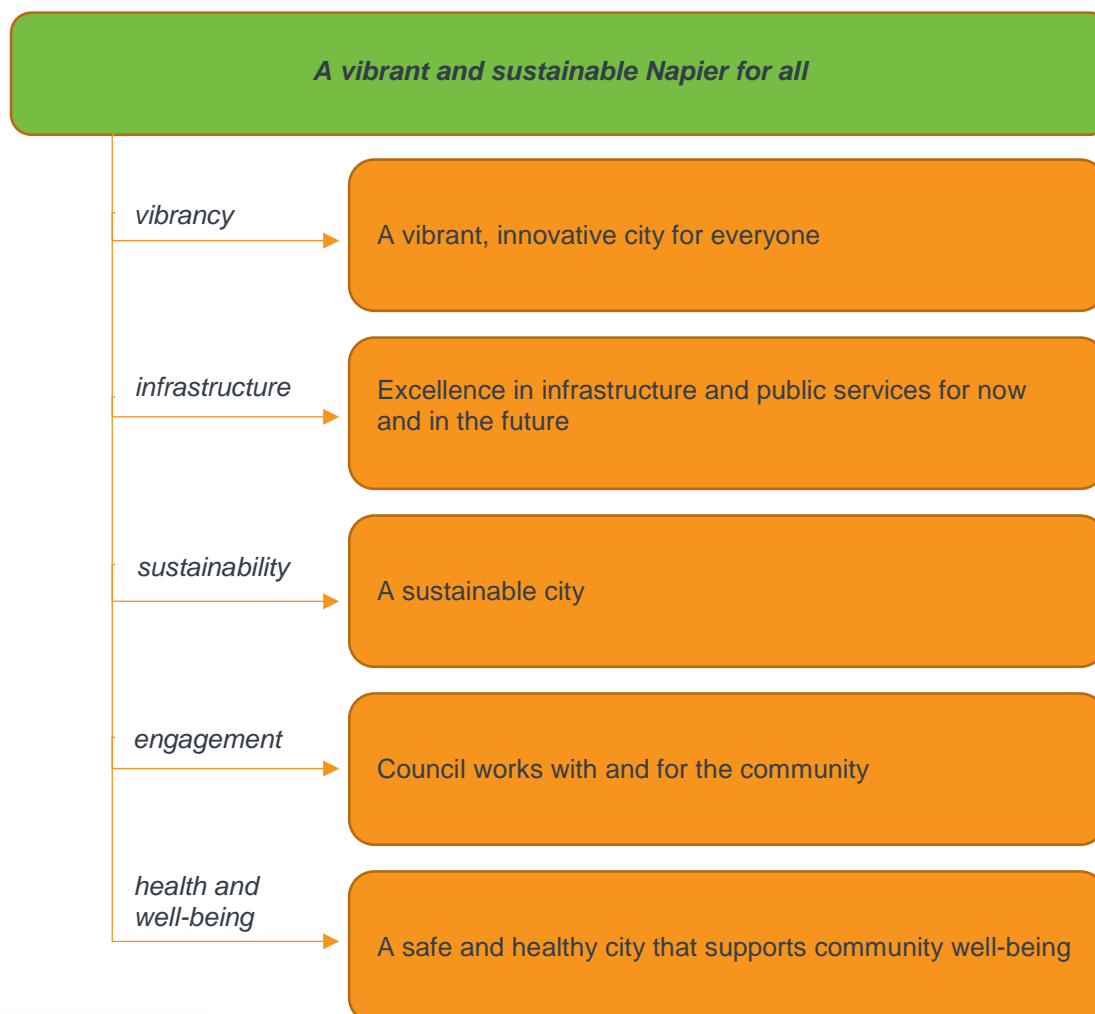 A vibrant and sustainable Napier for all
vibrancy
A vibrant, innovative city for everyone
infrastructure
Excellence in infrastructure and public services for now
and in the future
sustainability
A sustainable city
engagement
Council works with and for the community
health and
well-being
A safe and healthy city that supports community well-being